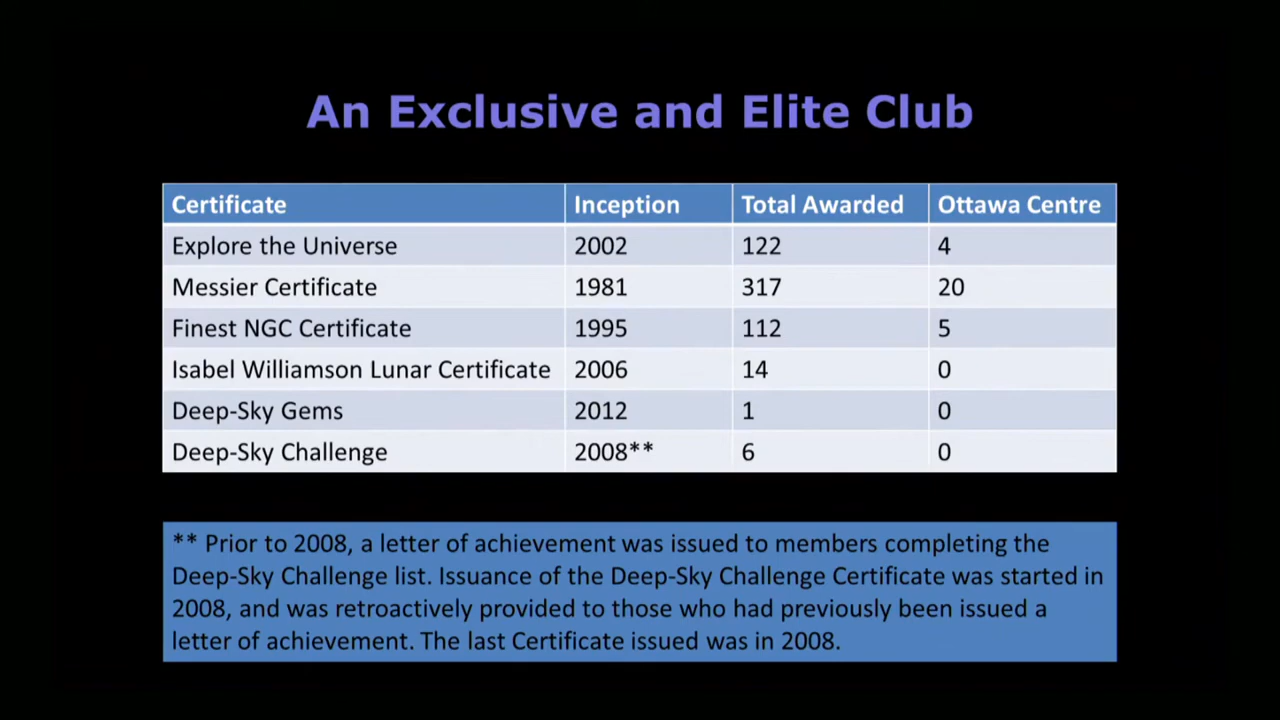 An Exclusive and Elite Club
Certificate Inception Total Awarded Ottawa Centre
Explore the Universe 2002 122 4
Messier Certificate 1981 317 20
Finest NGC Certificate 1995 112 5
Isabel Williamson Lunar Certificate 2006 14 0
Deep-Sky Gems 2012 1 0
Deep-Sky Challenge 2008** 6 0
** Prior to 2008, a letter of achievement was issued to members completing the
Deep-Sky Challenge list. Issuance of the Deep-Sky Challenge Certificate was started in
2008, and was retroactively provided to those who had previously been issued a
letter of achievement. The last Certificate issued was in 2008.